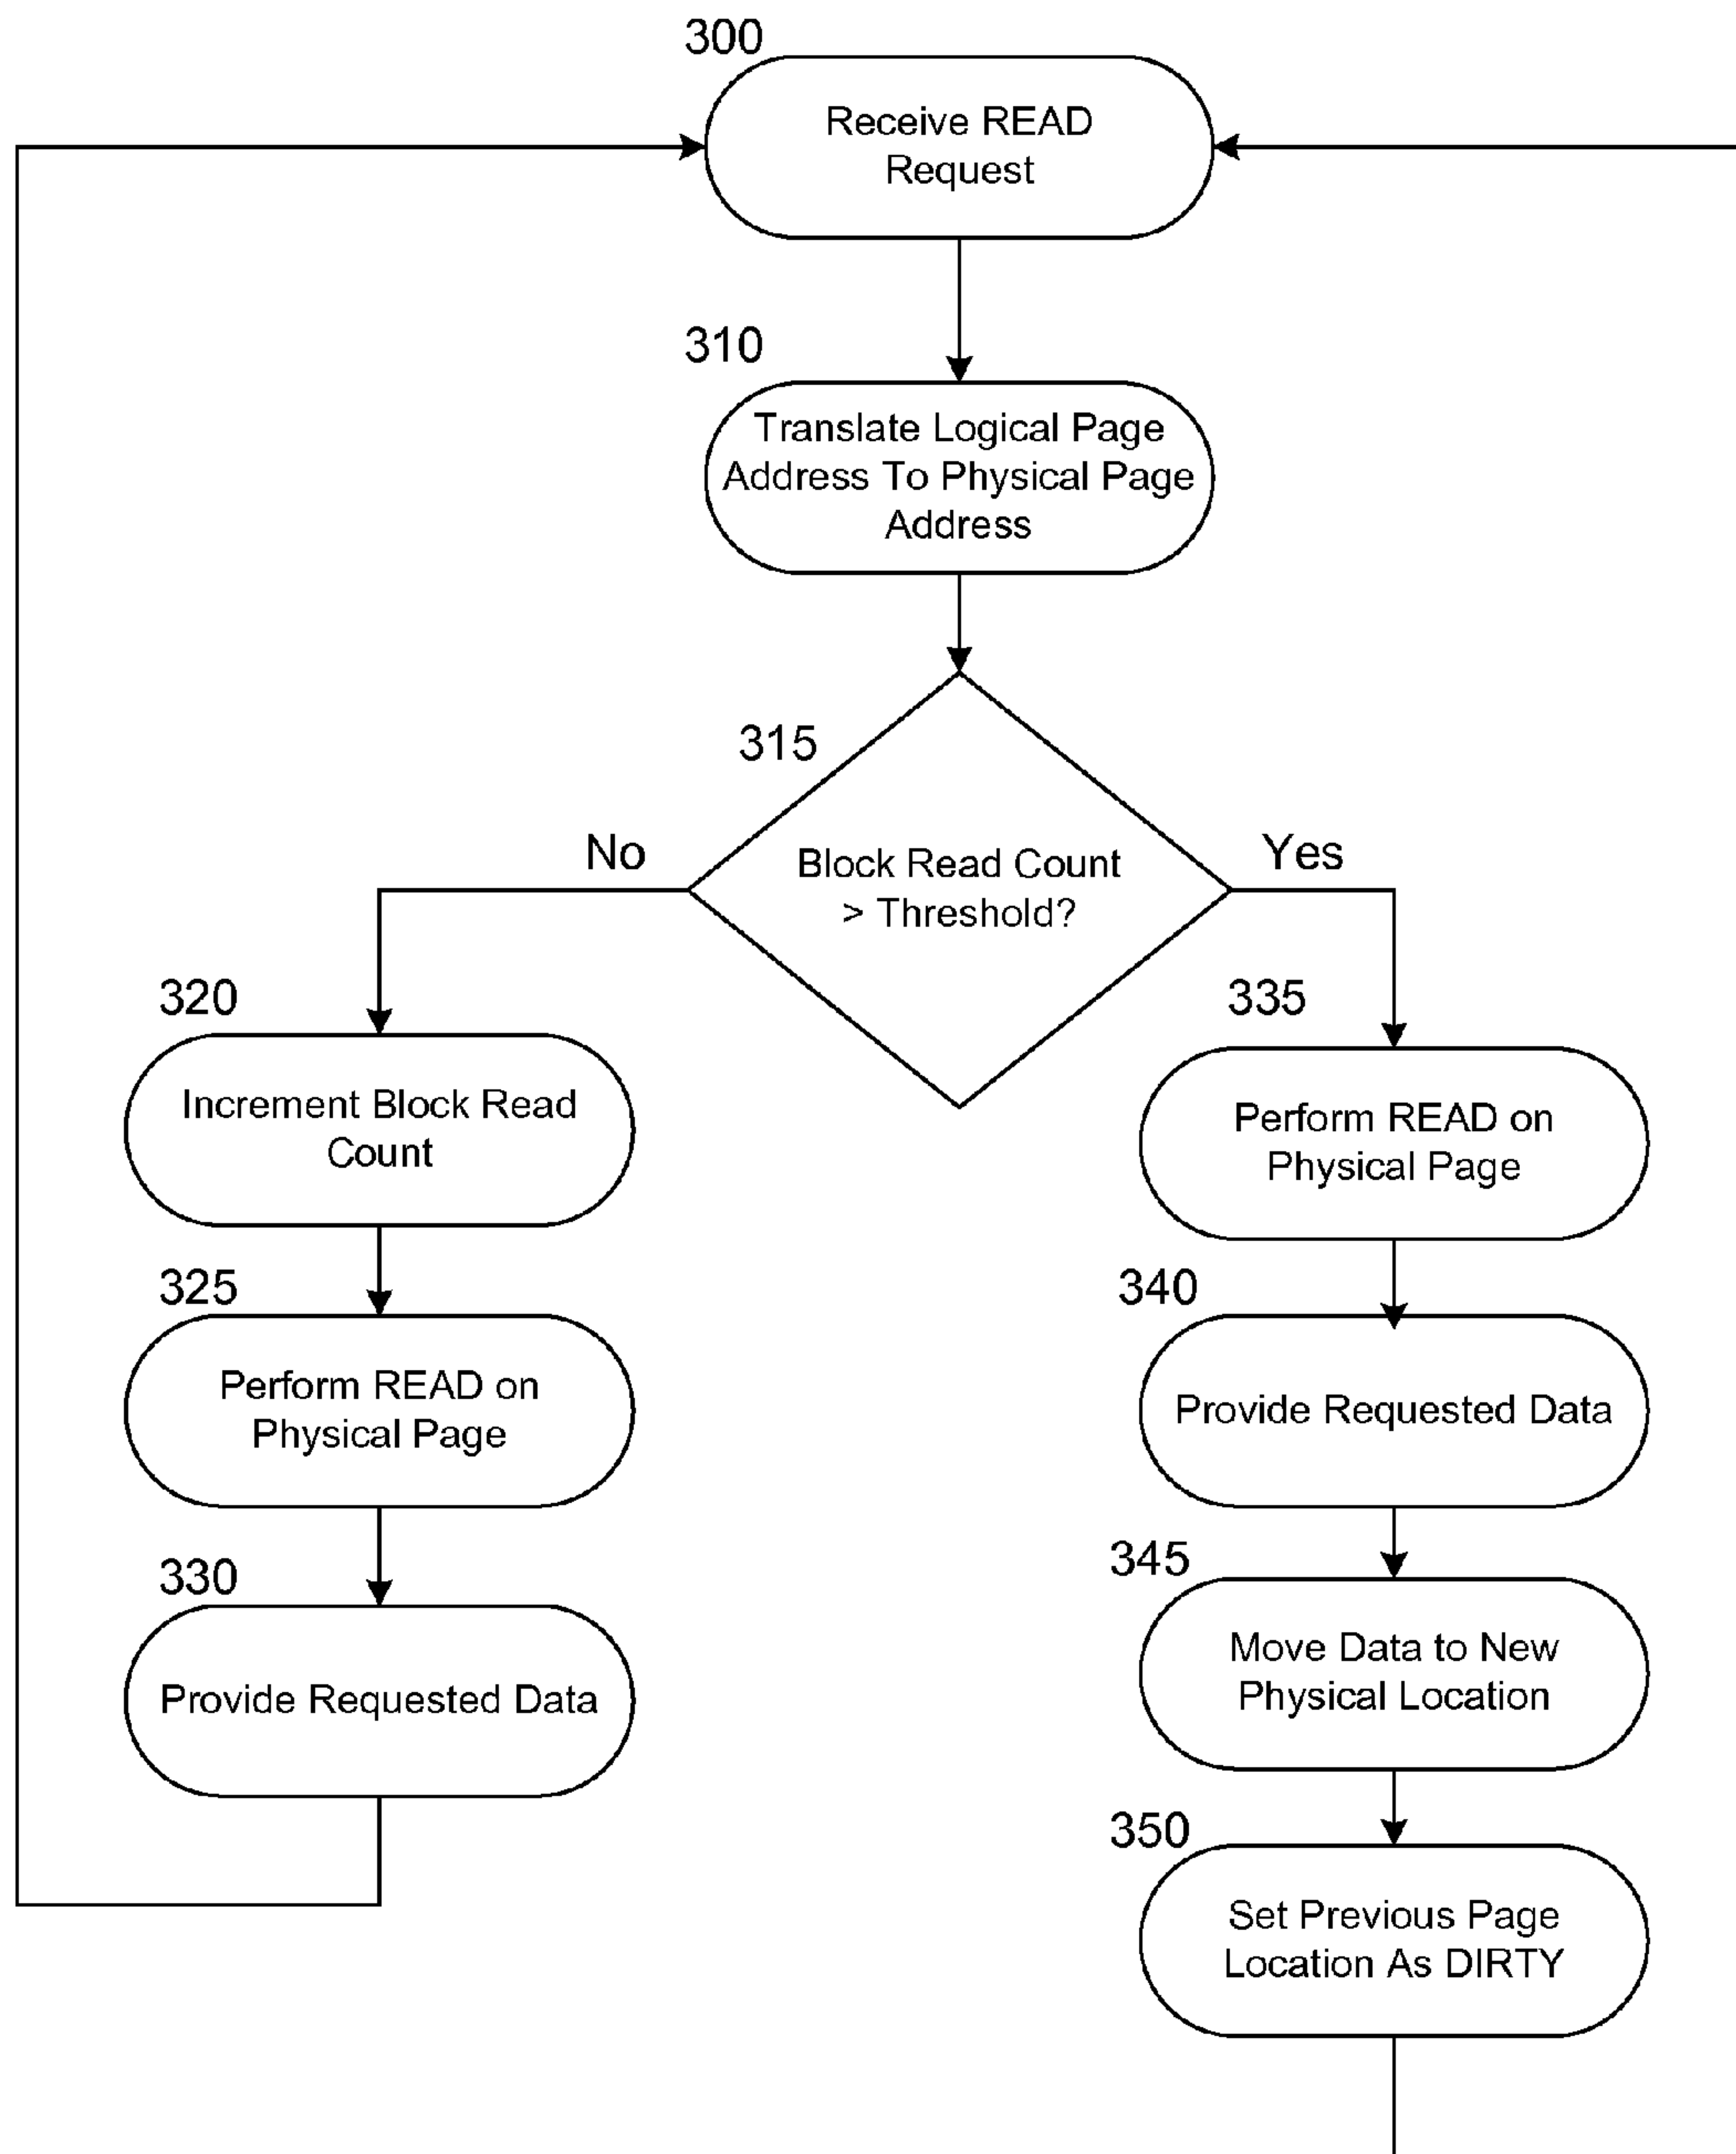 300
Receive READ
Request
310
Translate Logical Page
Address To Physical Page
Address
315
No
Block Read Count
> Threshold?
Yes
320
Increment Block Read
Count
335
Perform READ on
Physical Page
325
Perform READ on
Physical Page
340
Provide Requested Data
330
Provide Requested Data
345
Move Data to New
Physical Location
350
Set Previous Page
Location As DIRTY